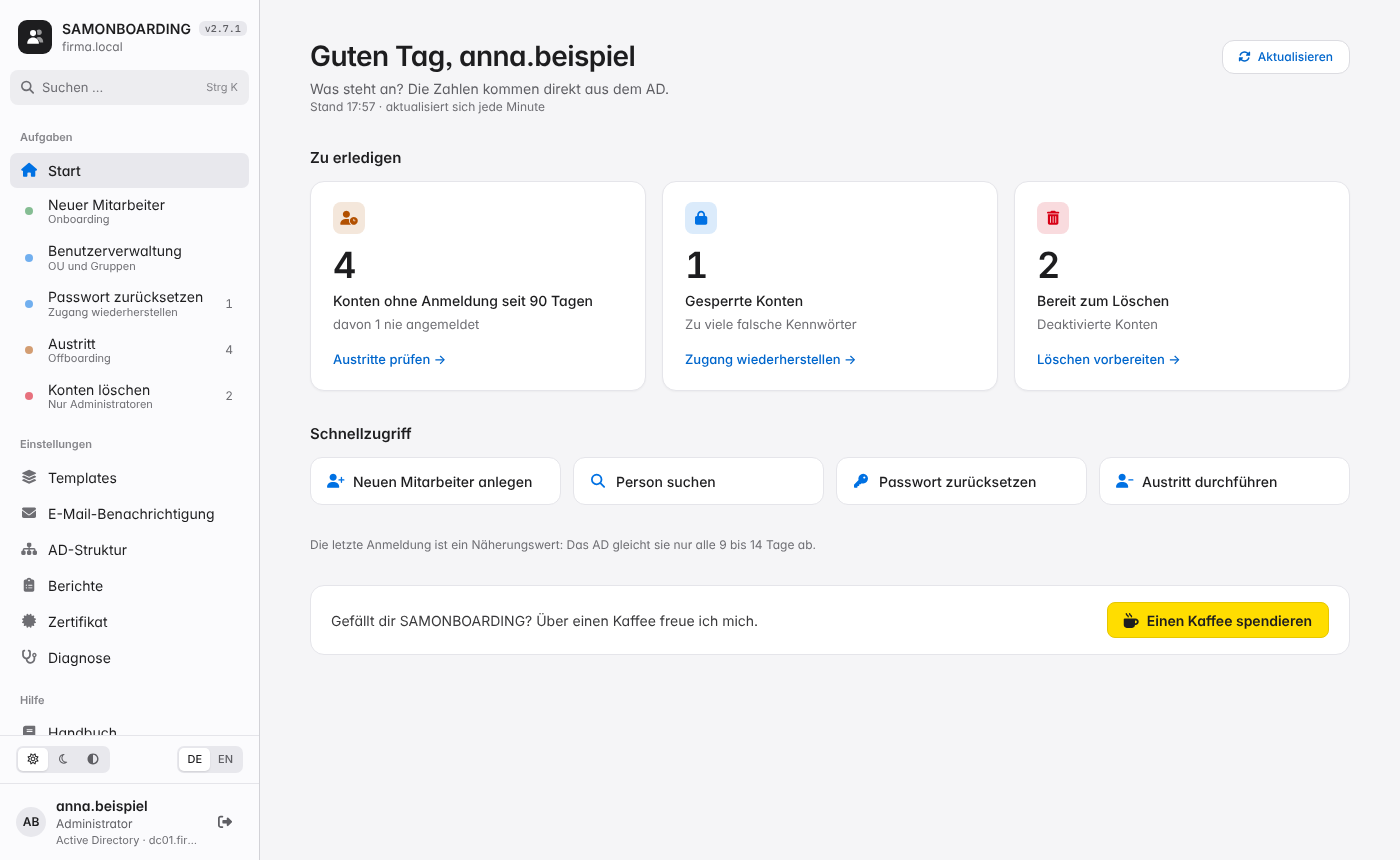 SAMONBOARDING v2.7.1
firma.local
Suchen ... Strg K
Aufgaben
Start
Neuer Mitarbeiter
Onboarding
Benutzerverwaltung
OU und Gruppen
Passwort zurücksetzen 1
Zugang wiederherstellen
Austritt 4
Offboarding
Konten löschen 2
Nur Administratoren
Einstellungen
Templates
E-Mail-Benachrichtigung
AD-Struktur
Berichte
Zertifikat
Diagnose
Hilfe
Handbuch
DE EN
AB
anna.beispiel
Administrator
Active Directory · dc01.fir...
Guten Tag, anna.beispiel
Aktualisieren
Was steht an? Die Zahlen kommen direkt aus dem AD.
Stand 17:57 · aktualisiert sich jede Minute
Zu erledigen
4
Konten ohne Anmeldung seit 90 Tagen
davon 1 nie angemeldet
Austritte prüfen →
1
Gesperrte Konten
Zu viele falsche Kennwörter
Zugang wiederherstellen →
2
Bereit zum Löschen
Deaktivierte Konten
Löschen vorbereiten →
Schnellzugriff
Neuen Mitarbeiter anlegen
Person suchen
Passwort zurücksetzen
Austritt durchführen
Die letzte Anmeldung ist ein Näherungswert: Das AD gleicht sie nur alle 9 bis 14 Tage ab.
Gefällt dir SAMONBOARDING? Über einen Kaffee freue ich mich.
Einen Kaffee spendieren